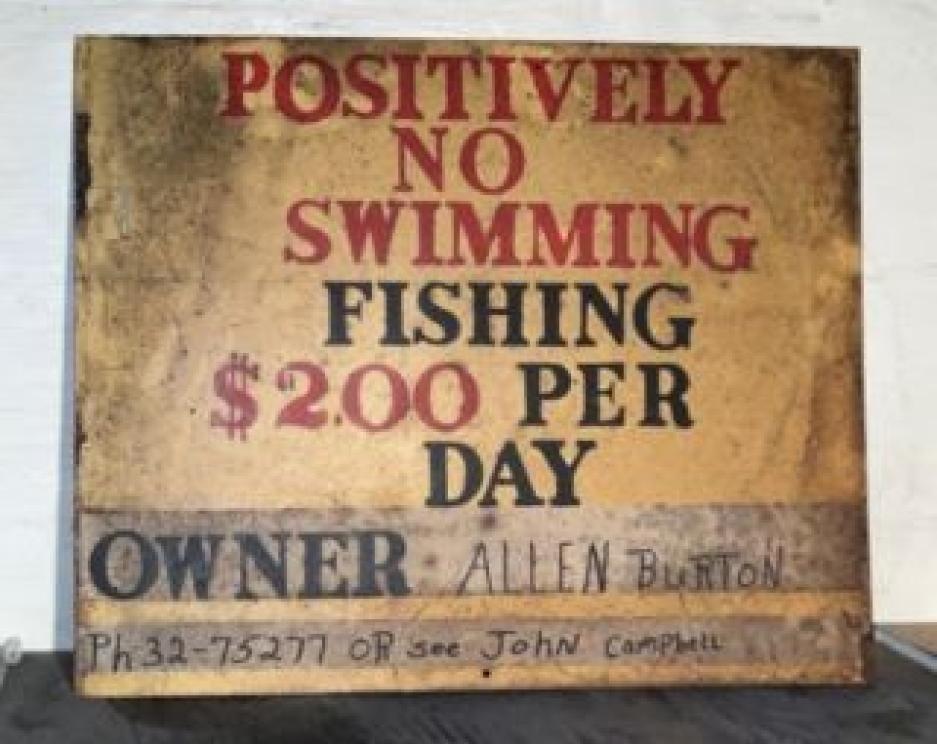 POSITIVELY
NO
SWIMMING
FISHING
$2.00 PER
DAY
OWNER ALLEN BURTON
Ph 32-75277 OR see JOHN CampbELL